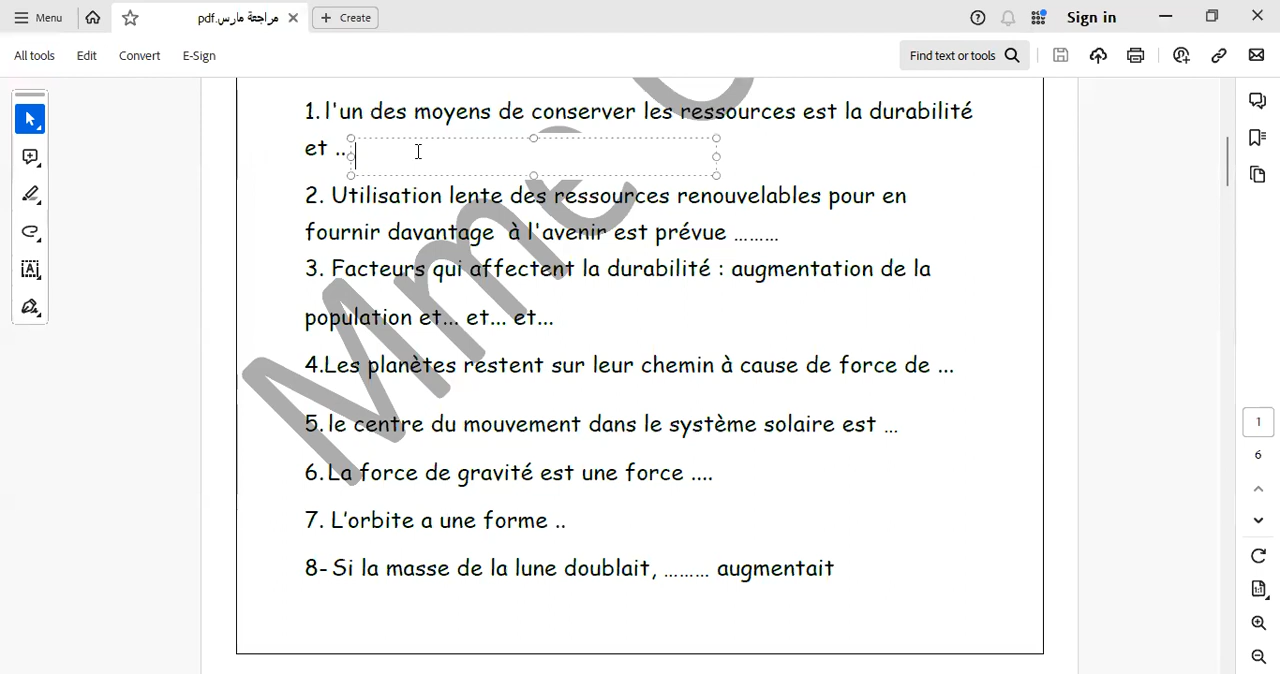 Menu
مراجعة مارس.pdf
Create
Sign in
All tools
Edit
Convert
E-Sign
Find text or tools
1. l'un des moyens de conserver les ressources est la durabilité
et ..
2. Utilisation lente des ressources renouvelables pour en
fournir davantage à l'avenir est prévue ………
3. Facteurs qui affectent la durabilité : augmentation de la
population et... et... et...
4.Les planètes restent sur leur chemin à cause de force de ...
5. le centre du mouvement dans le système solaire est …
6. La force de gravité est une force ....
7. L'orbite a une forme ..
8- Si la masse de la lune doublait, ……… augmentait
Mme
1
6